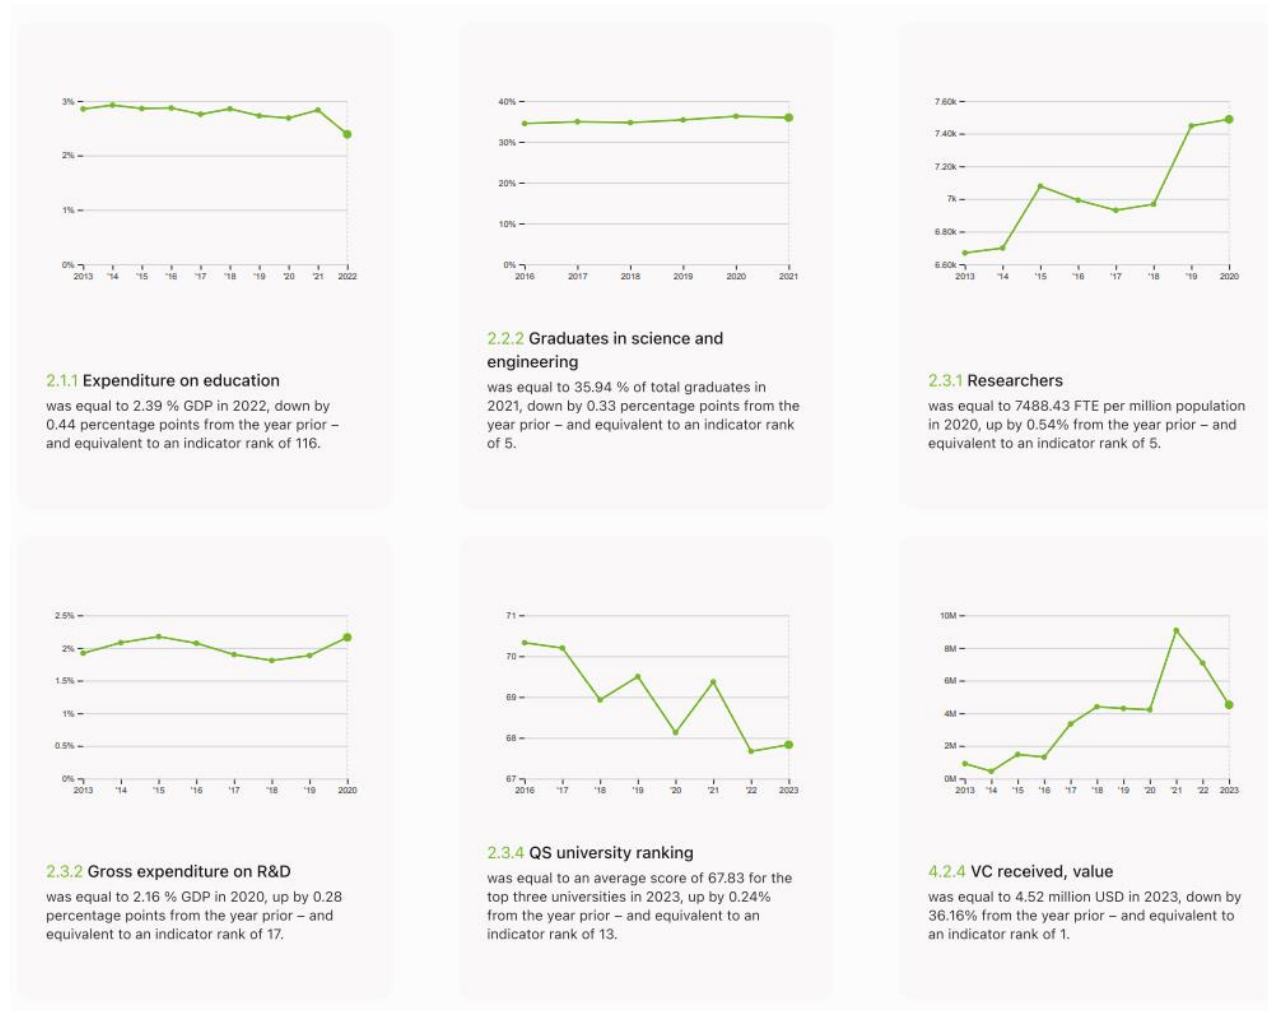 3%
2%
1%
0%
2013 '14 '15 '16 '17 '18 '19 '20 '21 2022
2.1.1 Expenditure on education
was equal to 2.39 % GDP in 2022, down by
0.44 percentage points from the year prior –
and equivalent to an indicator rank of 116.
40%
30%
20%
10%
0%
2016 2017 2018 2019 2020 2021
2.2.2 Graduates in science and
engineering
was equal to 35.94 % of total graduates in
2021, down by 0.33 percentage points from the
year prior – and equivalent to an indicator rank
of 5.
7.60k
7.40k
7.20k
7k
6.80k
6.60k
2013 '14 '15 '16 '17 '18 '19 2020
2.3.1 Researchers
was equal to 7488.43 FTE per million population
in 2020, up by 0.54% from the year prior – and
equivalent to an indicator rank of 5.
2.5%
2%
1.5%
1%
0.5%
0%
2013 '14 '15 '16 '17 '18 '19 2020
2.3.2 Gross expenditure on R&D
was equal to 2.16 % GDP in 2020, up by 0.28
percentage points from the year prior – and
equivalent to an indicator rank of 17.
71
70
69
68
67
2016 '17 '18 '19 '20 '21 '22 2023
2.3.4 QS university ranking
was equal to an average score of 67.83 for the
top three universities in 2023, up by 0.24%
from the year prior – and equivalent to an
indicator rank of 13.
10M
8M
6M
4M
2M
0M
2013 '14 '15 '16 '17 '18 '19 '20 '21 '22 2023
4.2.4 VC received, value
was equal to 4.52 million USD in 2023, down by
36.16% from the year prior – and equivalent to
an indicator rank of 1.